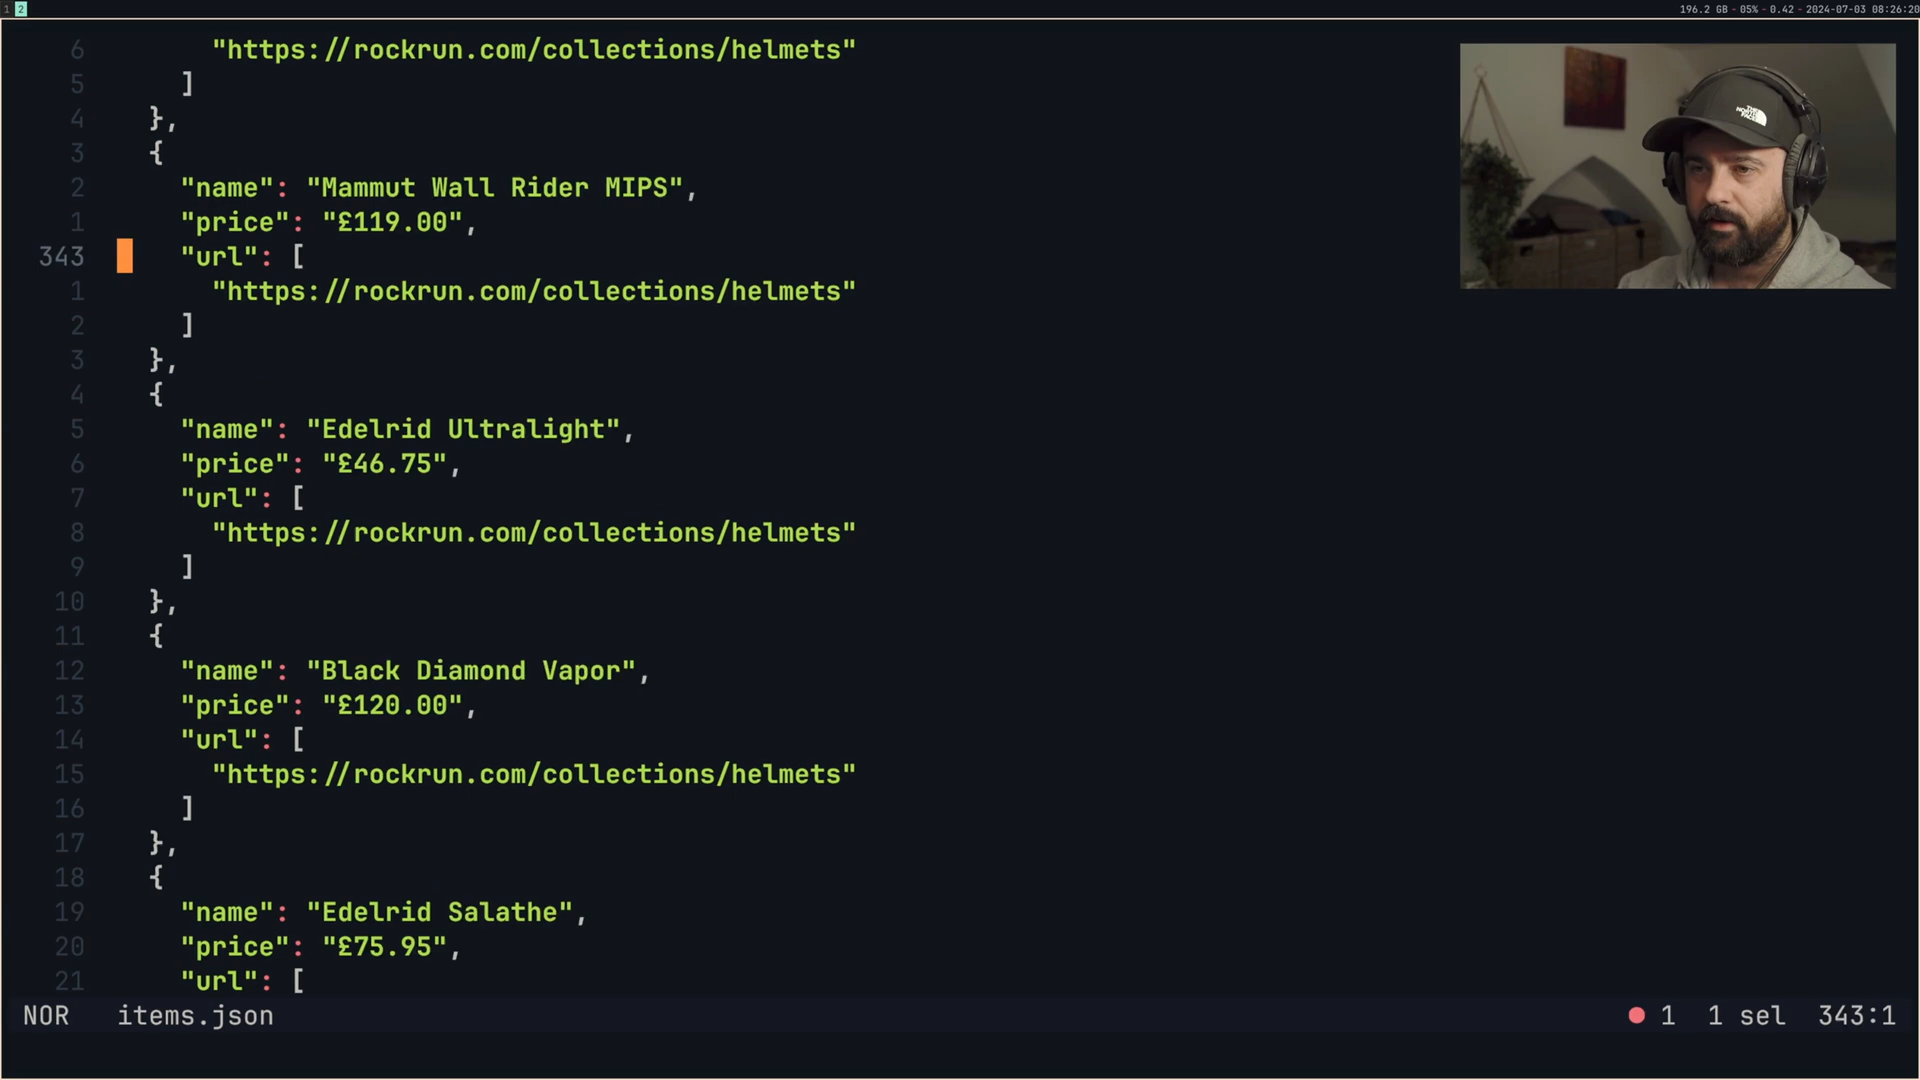 1 2 196.2 GB - 05% - 0.42 - 2024-07-03 08:26:20
6 "https://rockrun.com/collections/helmets"
5 ]
4 },
3 {
2 "name": "Mammut Wall Rider MIPS",
1 "price": "£119.00",
343 "url": [
1 "https://rockrun.com/collections/helmets"
2 ]
3 },
4 {
5 "name": "Edelrid Ultralight",
6 "price": "£46.75",
7 "url": [
8 "https://rockrun.com/collections/helmets"
9 ]
10 },
11 {
12 "name": "Black Diamond Vapor",
13 "price": "£120.00",
14 "url": [
15 "https://rockrun.com/collections/helmets"
16 ]
17 },
18 {
19 "name": "Edelrid Salathe",
20 "price": "£75.95",
21 "url": [
NOR items.json 1 1 sel 343:1
THE
NORTH
FACE